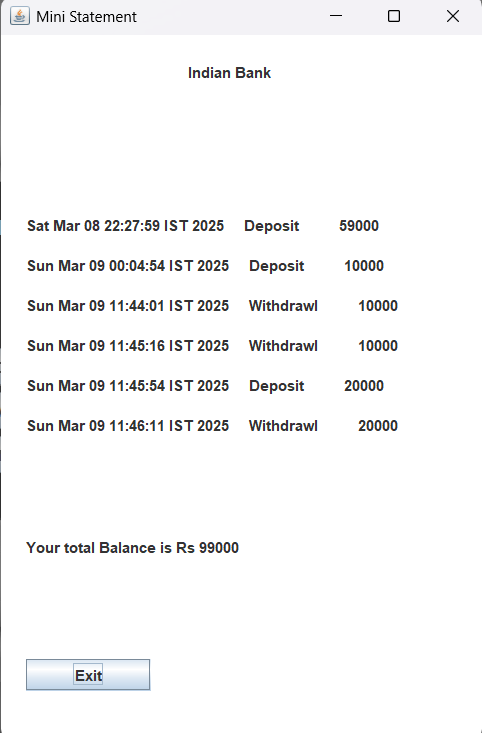 Mini Statement
Indian Bank
Sat Mar 08 22:27:59 IST 2025 Deposit 59000
Sun Mar 09 00:04:54 IST 2025 Deposit 10000
Sun Mar 09 11:44:01 IST 2025 Withdrawl 10000
Sun Mar 09 11:45:16 IST 2025 Withdrawl 10000
Sun Mar 09 11:45:54 IST 2025 Deposit 20000
Sun Mar 09 11:46:11 IST 2025 Withdrawl 20000
Your total Balance is Rs 99000
Exit